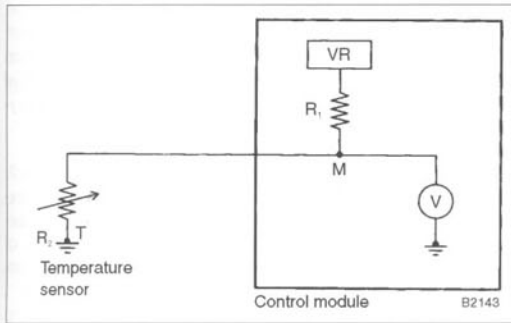 VR
R₁
M
V
R₂ T
Temperature
sensor
Control module B2143